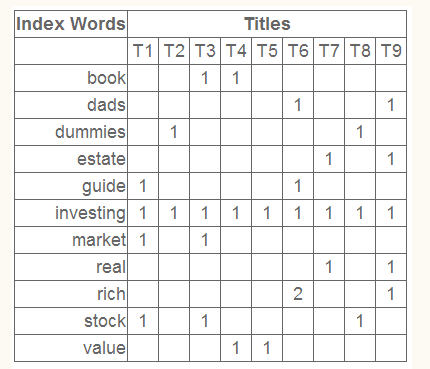 Index Words Titles
T1 T2 T3 T4 T5 T6 T7 T8 T9
book 1 1
dads 1 1
dummies 1 1
estate 1 1
guide 1 1
investing 1 1 1 1 1 1 1 1 1
market 1 1
real 1 1
rich 2 1
stock 1 1 1
value 1 1